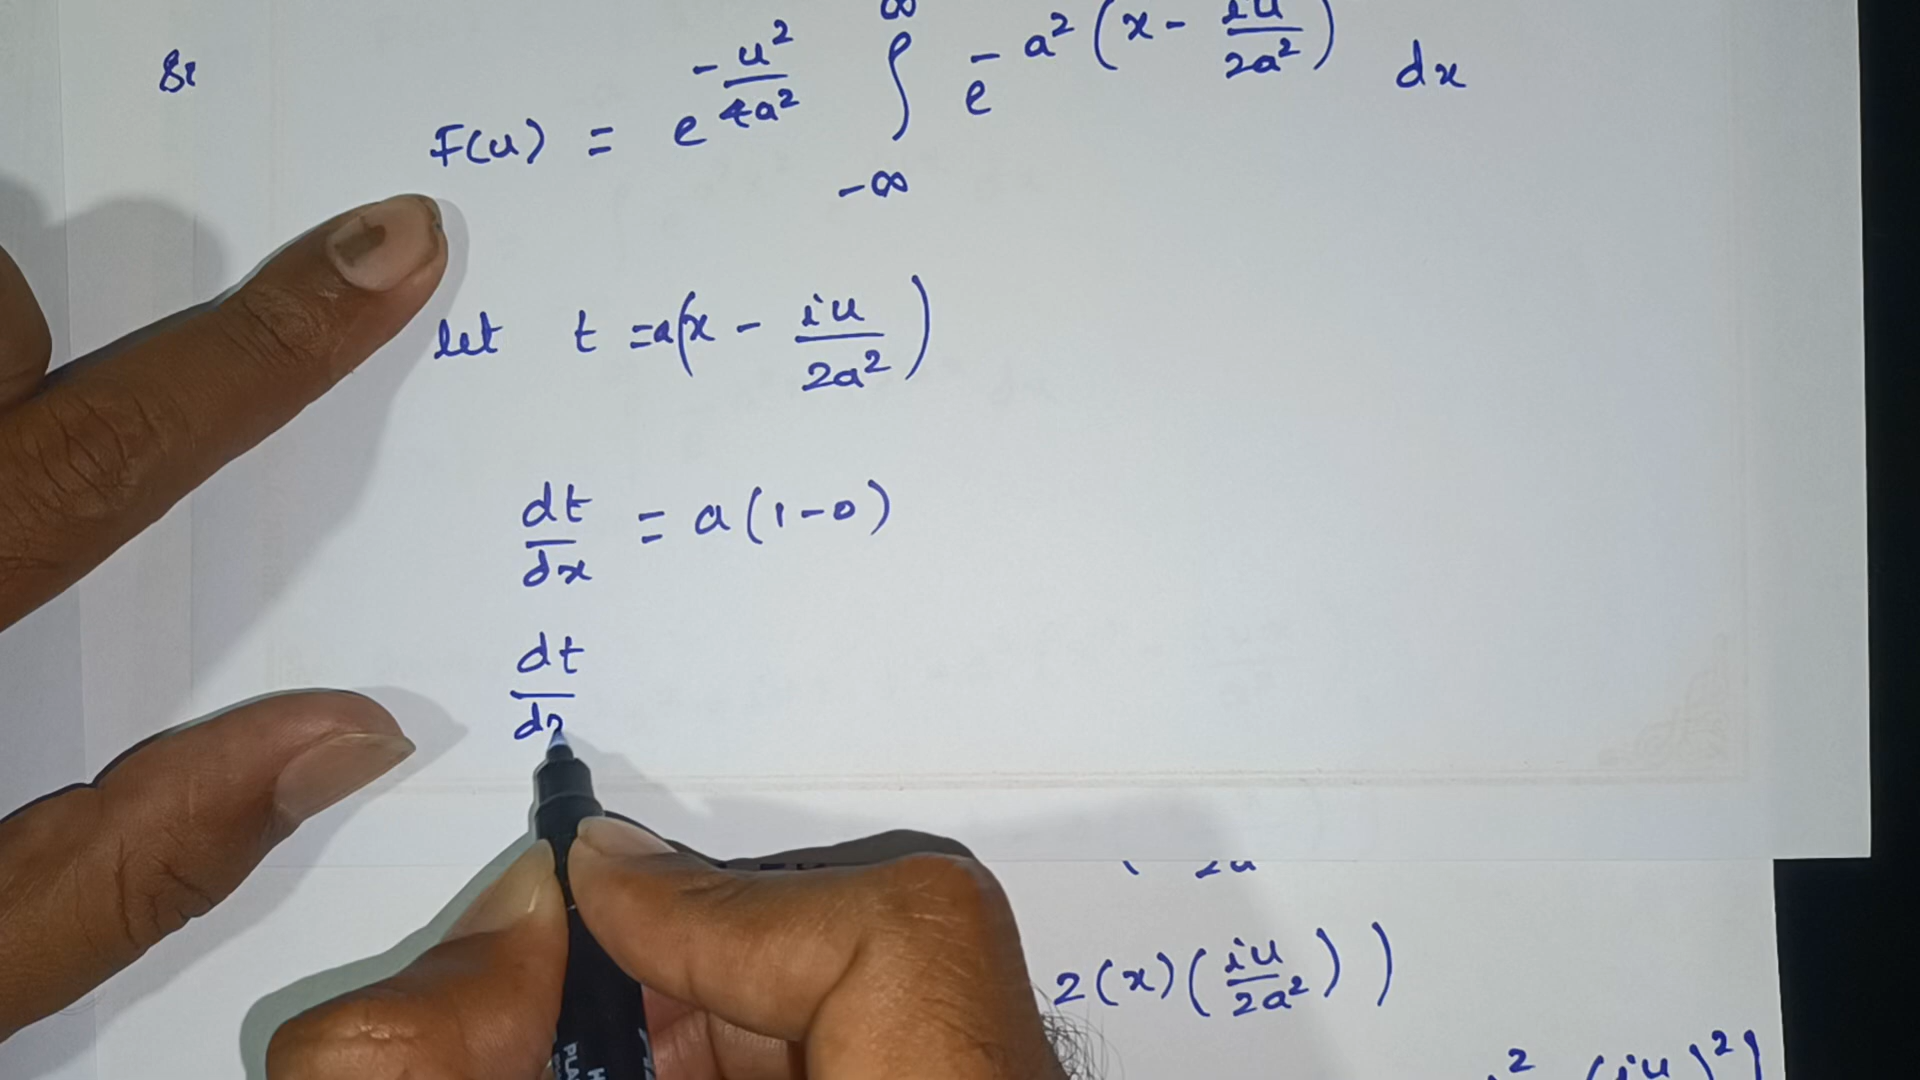 8.
F(u) = e^{-u²/4a²} ∫_{-∞}^{∞} e^{-a²(x - iu/2a²)} dx
let t = a(x - iu/2a²)
dt/dx = a(1-0)
dt/dx
2(x)(iu/2a²))